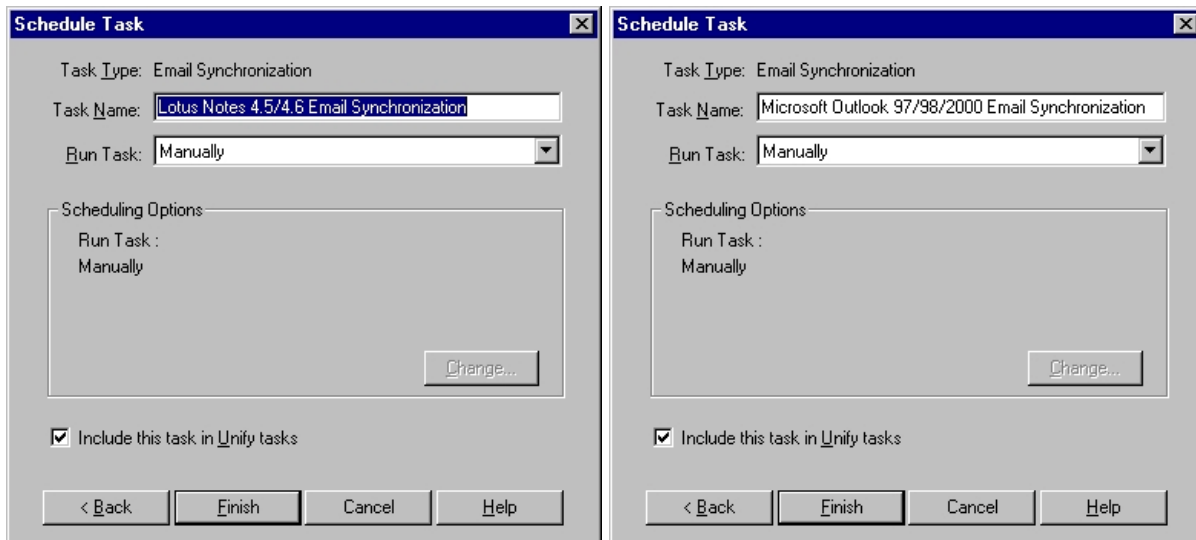 Schedule Task
Task Type: Email Synchronization
Task Name: Lotus Notes 4.5/4.6 Email Synchronization
Run Task: Manually
Scheduling Options
Run Task :
Manually
Change...
Include this task in Unify tasks
< Back Finish Cancel Help
Schedule Task
Task Type: Email Synchronization
Task Name: Microsoft Outlook 97/98/2000 Email Synchronization
Run Task: Manually
Scheduling Options
Run Task :
Manually
Change...
Include this task in Unify tasks
< Back Finish Cancel Help